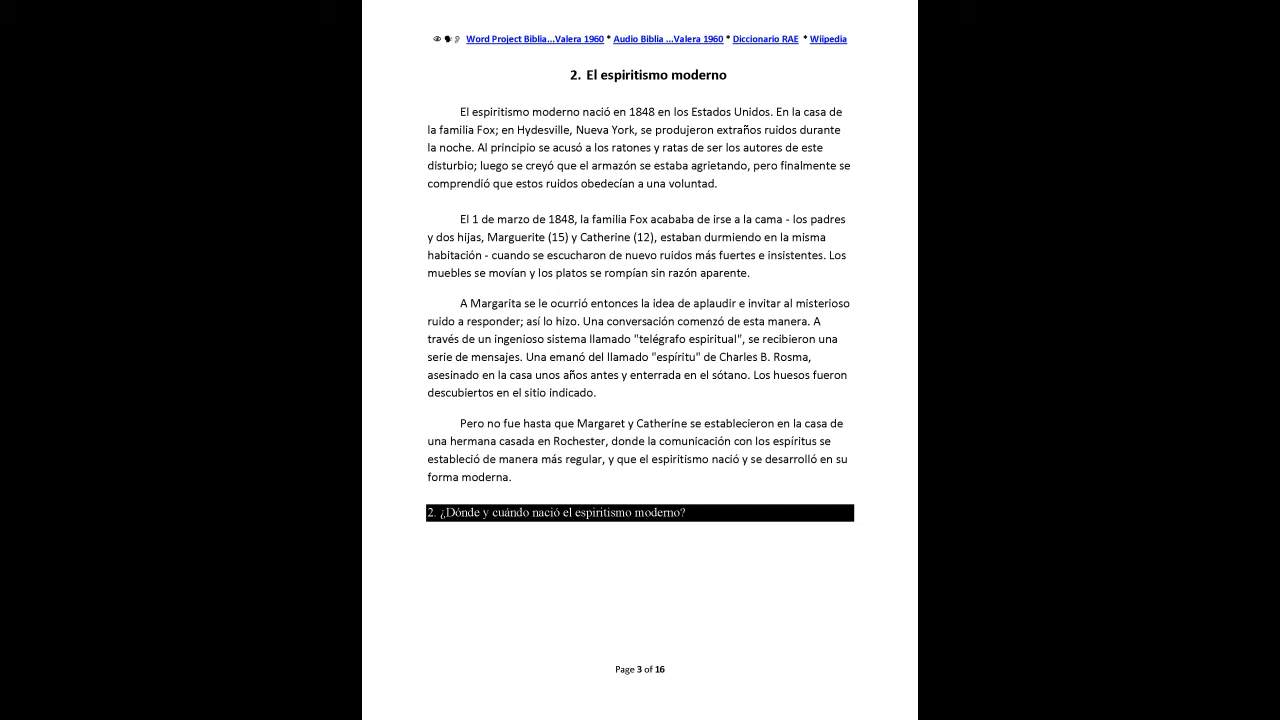 Word Project Biblia...Valera 1960 * Audio Biblia ...Valera 1960 * Diccionario RAE * Wiipedia
2. El espiritismo moderno
El espiritismo moderno nació en 1848 en los Estados Unidos. En la casa de
la familia Fox; en Hydesville, Nueva York, se produjeron extraños ruidos durante
la noche. Al principio se acusó a los ratones y ratas de ser los autores de este
disturbio; luego se creyó que el armazón se estaba agrietando, pero finalmente se
comprendió que estos ruidos obedecían a una voluntad.
El 1 de marzo de 1848, la familia Fox acababa de irse a la cama - los padres
y dos hijas, Marguerite (15) y Catherine (12), estaban durmiendo en la misma
habitación - cuando se escucharon de nuevo ruidos más fuertes e insistentes. Los
muebles se movían y los platos se rompían sin razón aparente.
A Margarita se le ocurrió entonces la idea de aplaudir e invitar al misterioso
ruido a responder; así lo hizo. Una conversación comenzó de esta manera. A
través de un ingenioso sistema llamado "telégrafo espiritual", se recibieron una
serie de mensajes. Una emanó del llamado "espíritu" de Charles B. Rosma,
asesinado en la casa unos años antes y enterrada en el sótano. Los huesos fueron
descubiertos en el sitio indicado.
Pero no fue hasta que Margaret y Catherine se establecieron en la casa de
una hermana casada en Rochester, donde la comunicación con los espíritus se
estableció de manera más regular, y que el espiritismo nació y se desarrolló en su
forma moderna.
2. ¿Dónde y cuándo nació el espiritismo moderno?
Page 3 of 16